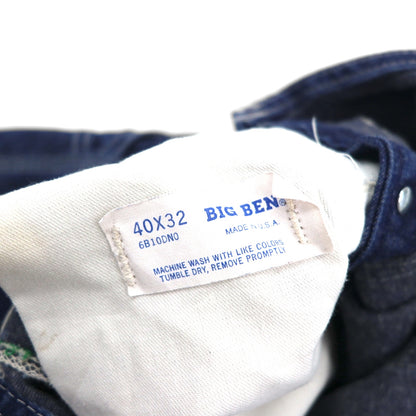 40X32 BIG BEN®
6B10DNO MADE IN U.S.A.
MACHINE WASH WITH LIKE COLORS
TUMBLE DRY, REMOVE PROMPTLY